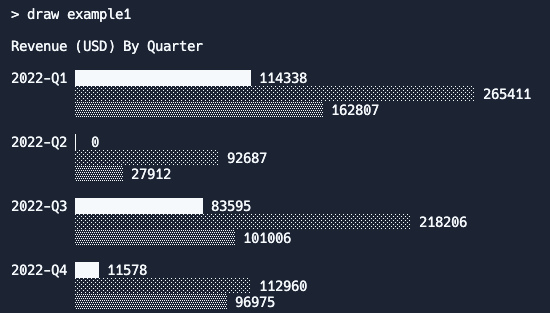 > draw example1
Revenue (USD) By Quarter
2022-Q1 114338
265411
162807
2022-Q2 0
92687
27912
2022-Q3 83595
218206
101006
2022-Q4 11578
112960
96975